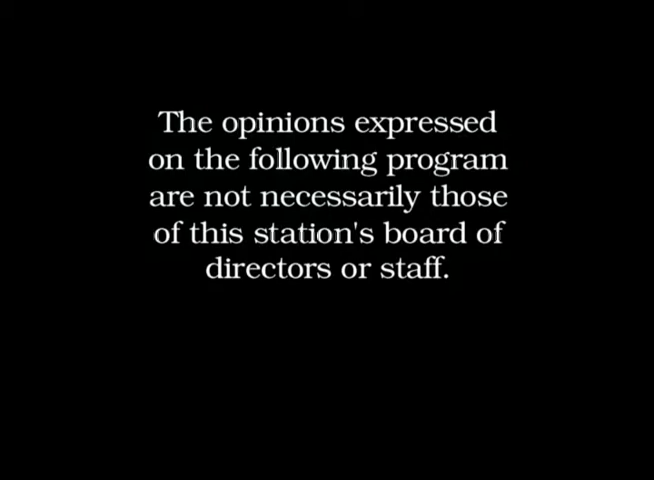 The opinions expressed
on the following program
are not necessarily those
of this station's board of
directors or staff.